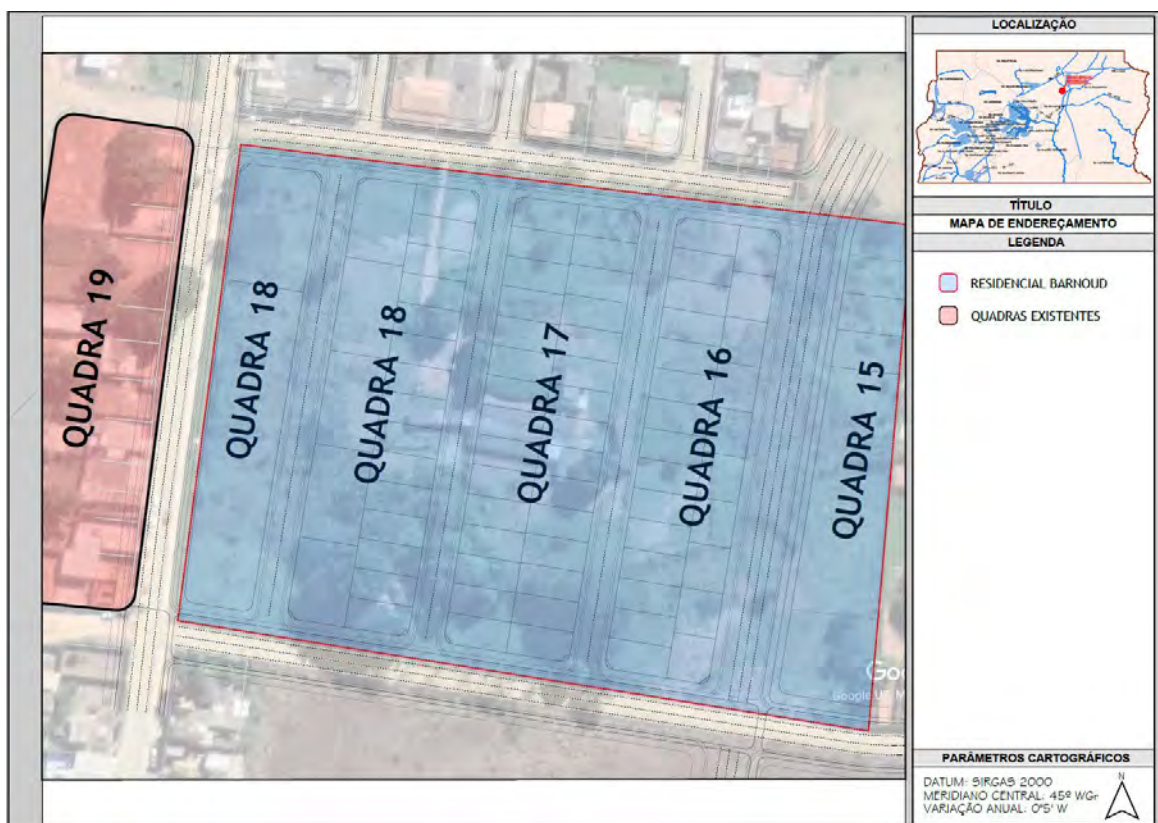 LOCALIZAÇÃO
TÍTULO
MAPA DE ENDEREÇAMENTO
LEGENDA
RESIDENCIAL BARNOUD
QUADRAS EXISTENTES
QUADRA 19
QUADRA 18
QUADRA 18
QUADRA 17
QUADRA 16
QUADRA 15
PARÂMETROS CARTOGRÁFICOS
DATUM: SIRGAS 2000
MERIDIANO CENTRAL: 45º WGr
VARIAÇÃO ANUAL: 0º5' W
N